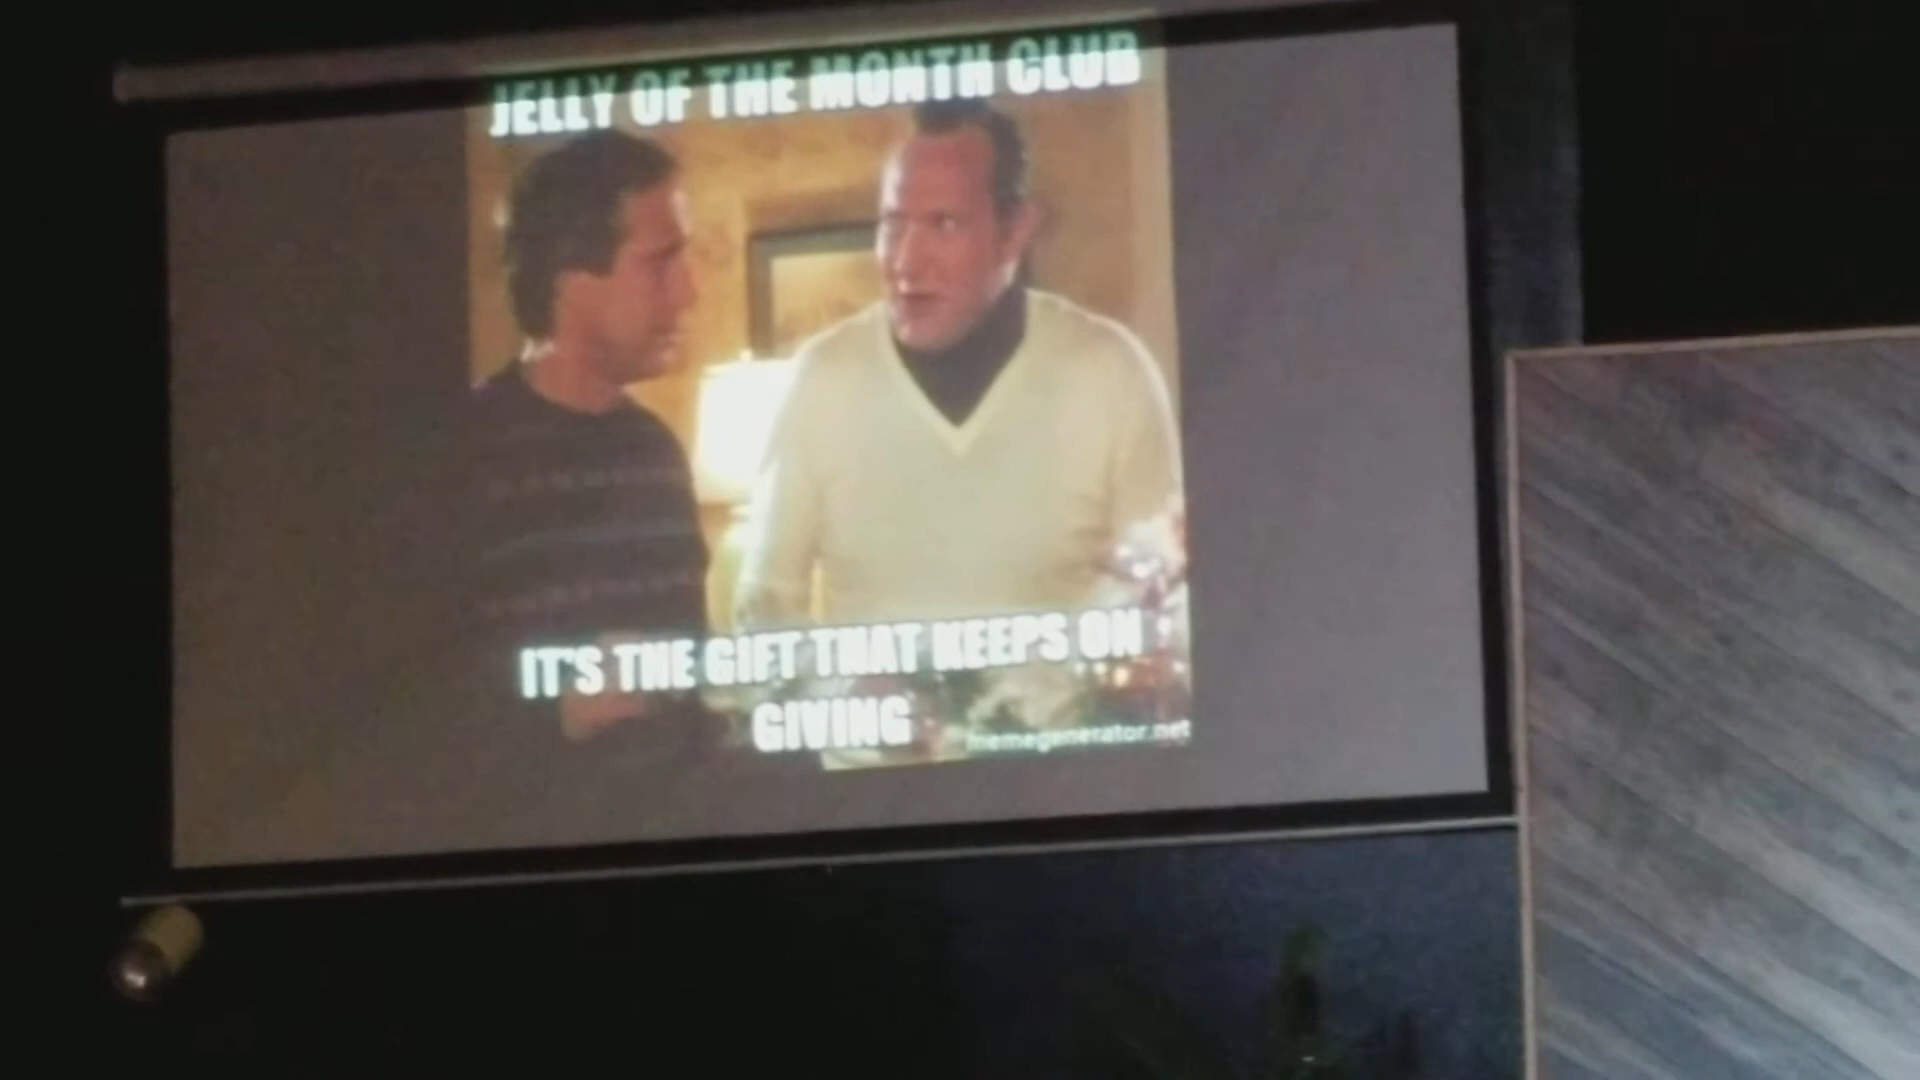 JELLY OF THE MONTH CLUB
IT'S THE GIFT THAT KEEPS ON
GIVING
memegenerator.net